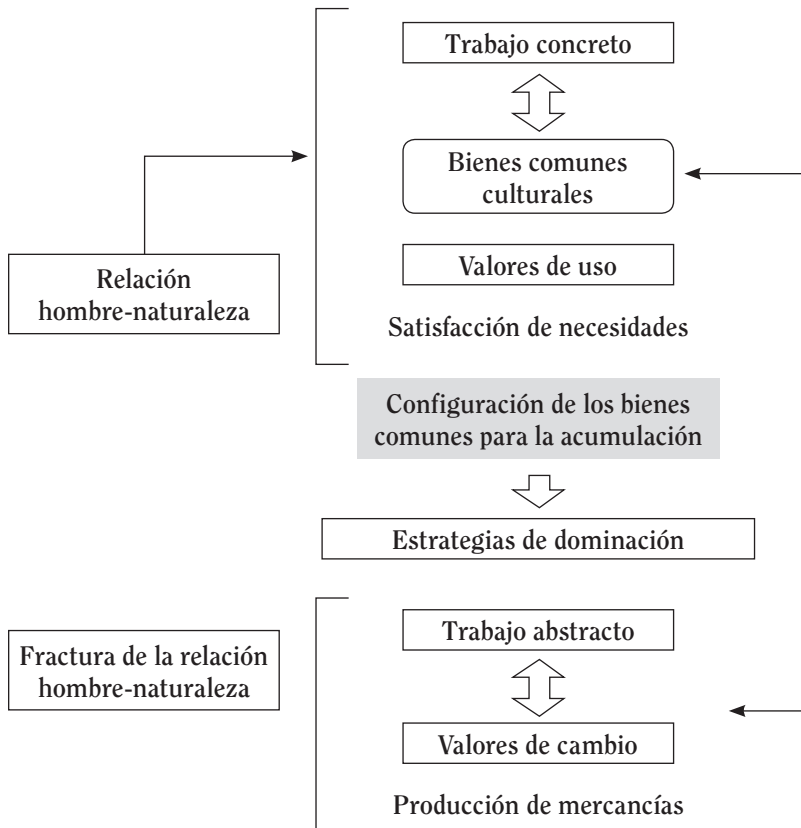 Trabajo concreto
Bienes comunes
culturales
Relación
hombre-naturaleza
Valores de uso
Satisfacción de necesidades
Configuración de los bienes
comunes para la acumulación
Estrategias de dominación
Fractura de la relación
hombre-naturaleza
Trabajo abstracto
Valores de cambio
Producción de mercancías